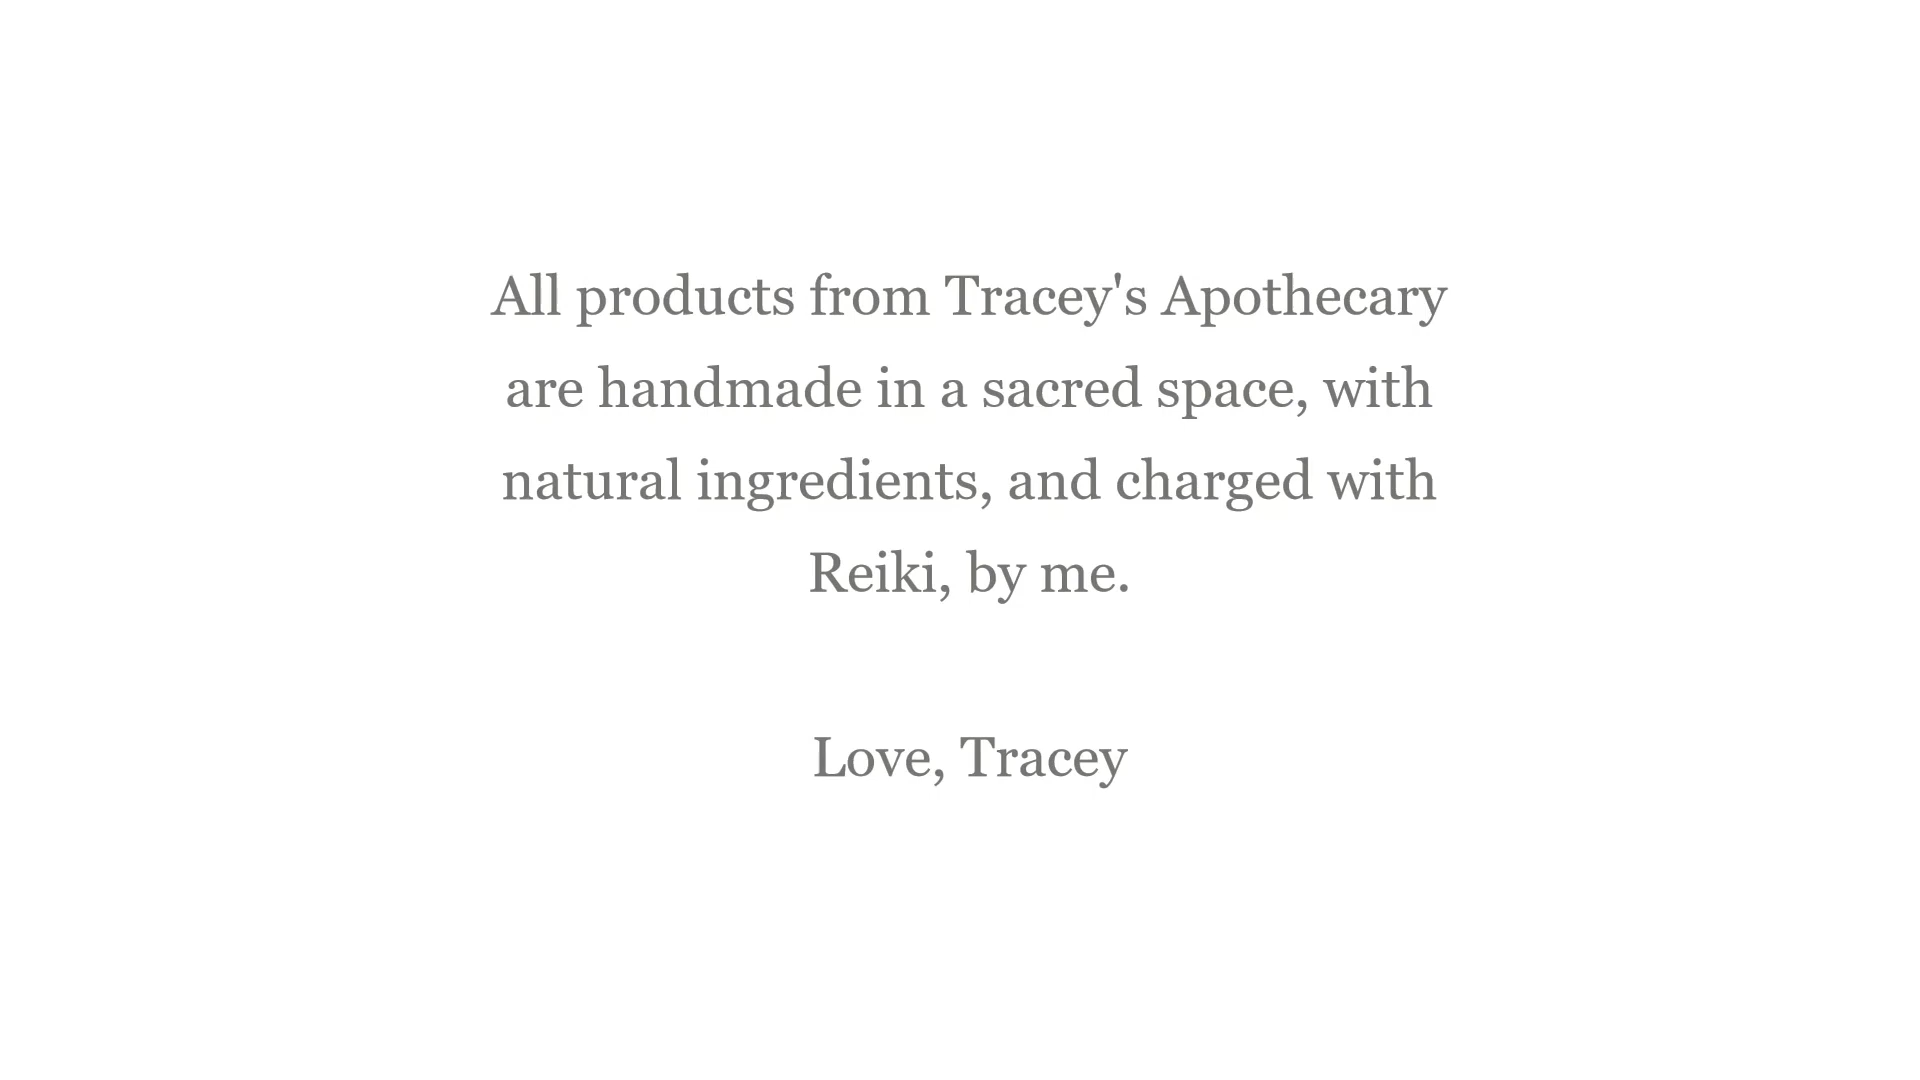 All products from Tracey's Apothecary
are handmade in a sacred space, with
natural ingredients, and charged with
Reiki, by me.
Love, Tracey